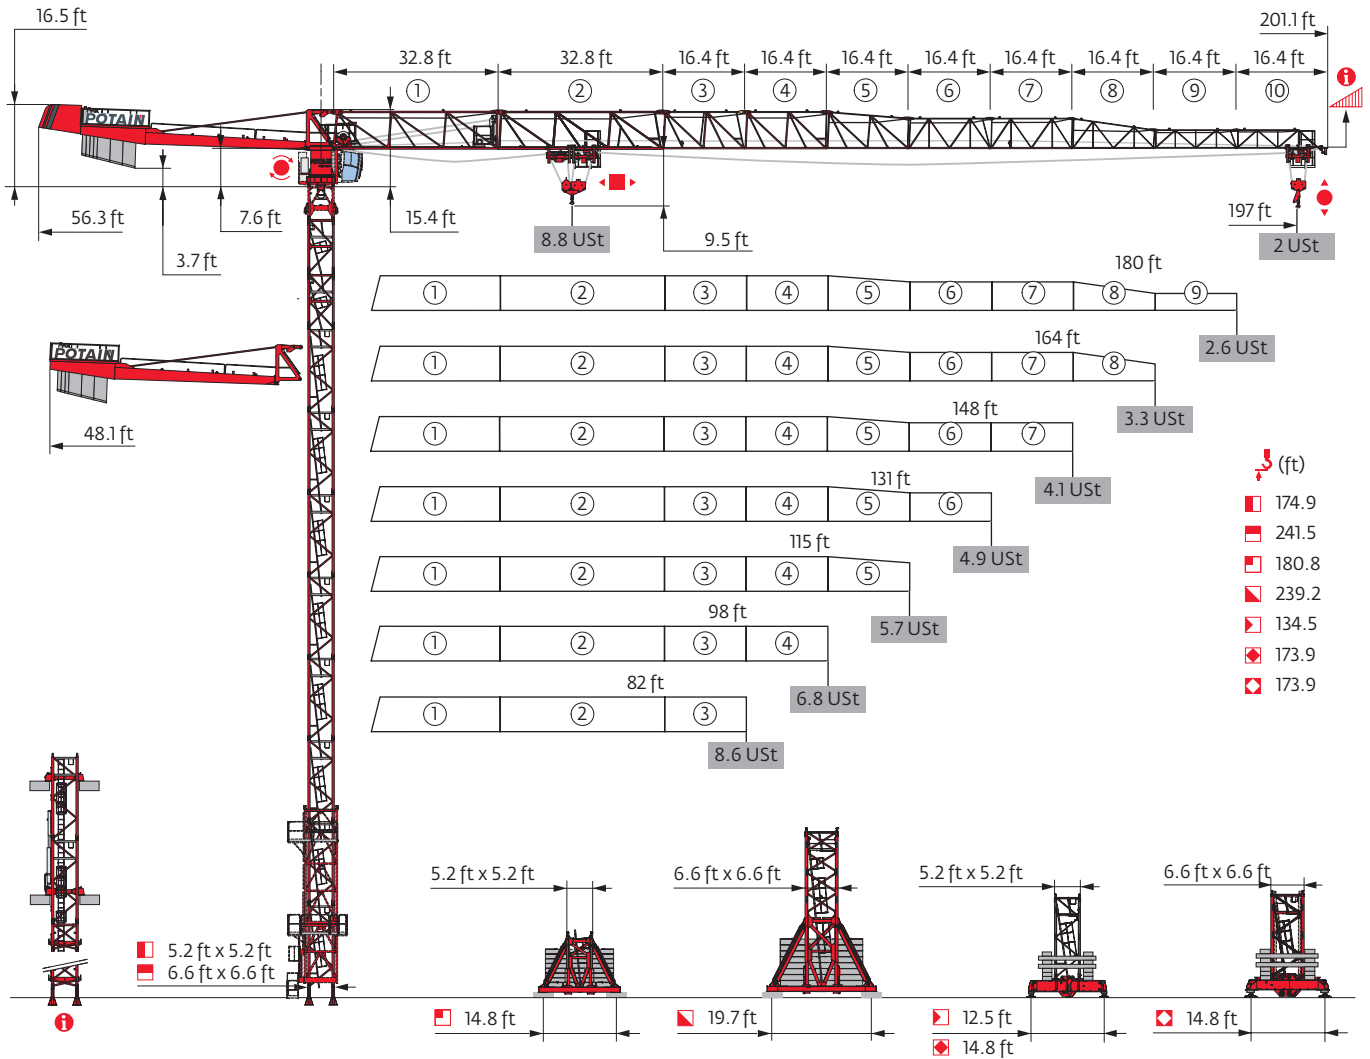 16.5 ft
201.1 ft
32.8 ft
32.8 ft
16.4 ft
16.4 ft
16.4 ft
16.4 ft
16.4 ft
16.4 ft
16.4 ft
16.4 ft
①
②
③
④
⑤
⑥
⑦
⑧
⑨
⑩
i
POTAIN
56.3 ft
7.6 ft
3.7 ft
15.4 ft
8.8 USt
9.5 ft
197 ft
2 USt
180 ft
① ② ③ ④ ⑤ ⑥ ⑦ ⑧ ⑨
2.6 USt
POTAIN
48.1 ft
164 ft
① ② ③ ④ ⑤ ⑥ ⑦ ⑧
3.3 USt
148 ft
① ② ③ ④ ⑤ ⑥ ⑦
4.1 USt
131 ft
① ② ③ ④ ⑤ ⑥
4.9 USt
115 ft
① ② ③ ④ ⑤
5.7 USt
98 ft
① ② ③ ④
6.8 USt
82 ft
① ② ③
8.6 USt
(ft)
174.9
241.5
180.8
239.2
134.5
173.9
173.9
5.2 ft x 5.2 ft
6.6 ft x 6.6 ft
i
5.2 ft x 5.2 ft
14.8 ft
6.6 ft x 6.6 ft
19.7 ft
5.2 ft x 5.2 ft
12.5 ft
14.8 ft
6.6 ft x 6.6 ft
14.8 ft